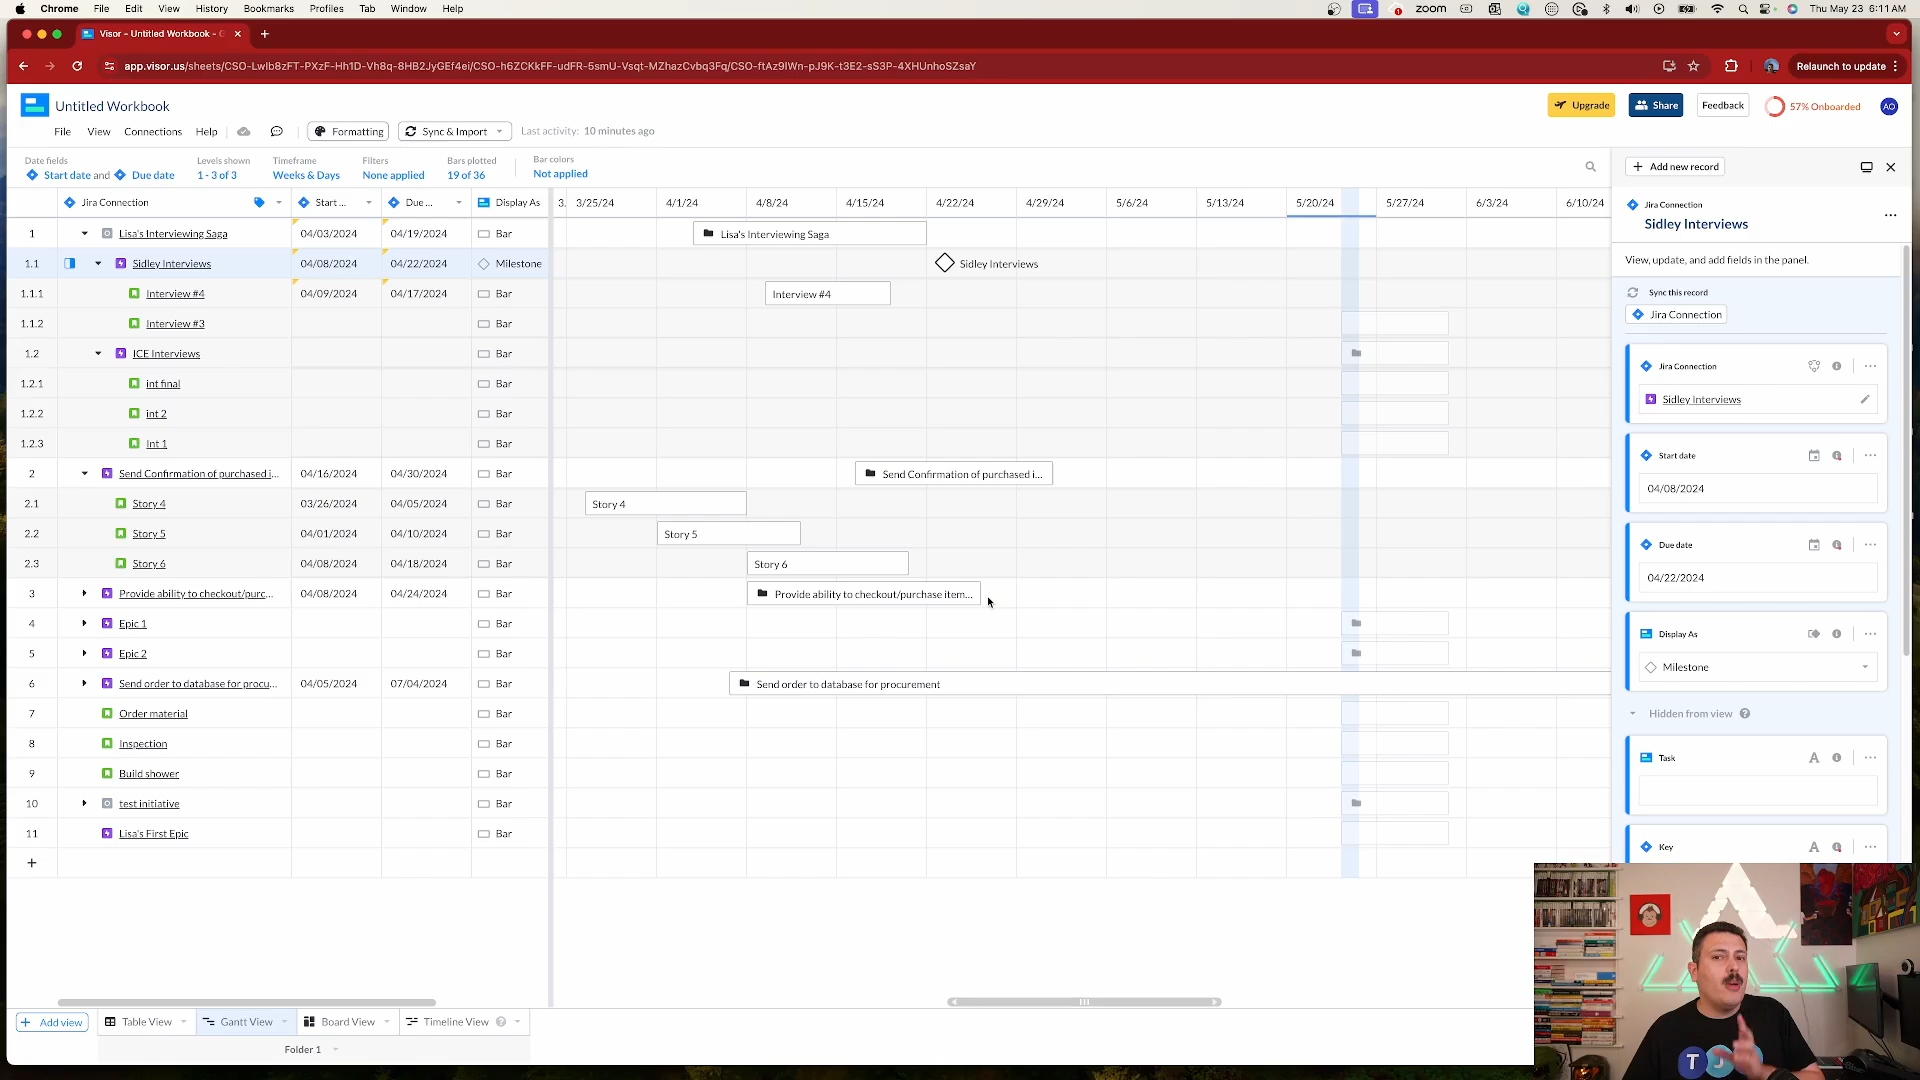 Chrome File Edit View History Bookmarks Profiles Tab Window Help
zoom Thu May 23 6:11 AM
Visor - Untitled Workbook - G
app.visor.us/sheets/CSO-LwIb8zFT-PXzF-Hh1D-Vh8q-8HB2JyGEf4ei/CSO-h6ZCKkFF-udFR-5smU-Vsqt-MZhazCvbq3Fq/CSO-ftAz9IWn-pJ9K-t3E2-sS3P-4XHUnhoSZsaY
Relaunch to update
Untitled Workbook
Upgrade Share Feedback 57% Onboarded AO
File View Connections Help Formatting Sync & Import Last activity: 10 minutes ago
Date fields Levels shown Timeframe Filters Bars plotted Bar colors
Start date and Due date 1 - 3 of 3 Weeks & Days None applied 19 of 36 Not applied
Jira Connection Start ... Due ... Display As 3. 3/25/24 4/1/24 4/8/24 4/15/24 4/22/24 4/29/24 5/6/24 5/13/24 5/20/24 5/27/24 6/3/24 6/10/24
1 Lisa's Interviewing Saga 04/03/2024 04/19/2024 Bar Lisa's Interviewing Saga
1.1 Sidley Interviews 04/08/2024 04/22/2024 Milestone Sidley Interviews
1.1.1 Interview #4 04/09/2024 04/17/2024 Bar Interview #4
1.1.2 Interview #3 Bar
1.2 ICE Interviews Bar
1.2.1 int final Bar
1.2.2 int 2 Bar
1.2.3 Int 1 Bar
2 Send Confirmation of purchased i... 04/16/2024 04/30/2024 Bar Send Confirmation of purchased i...
2.1 Story 4 03/26/2024 04/05/2024 Bar Story 4
2.2 Story 5 04/01/2024 04/10/2024 Bar Story 5
2.3 Story 6 04/08/2024 04/18/2024 Bar Story 6
3 Provide ability to checkout/purc... 04/08/2024 04/24/2024 Bar Provide ability to checkout/purchase item...
4 Epic 1 Bar
5 Epic 2 Bar
6 Send order to database for procu... 04/05/2024 07/04/2024 Bar Send order to database for procurement
7 Order material Bar
8 Inspection Bar
9 Build shower Bar
10 test initiative Bar
11 Lisa's First Epic Bar
+
Add new record
Jira Connection
Sidley Interviews
View, update, and add fields in the panel.
Sync this record
Jira Connection
Jira Connection
Sidley Interviews
Start date
04/08/2024
Due date
04/22/2024
Display As
Milestone
Hidden from view
Task
Key
+ Add view Table View Gantt View Board View Timeline View
Folder 1
T J